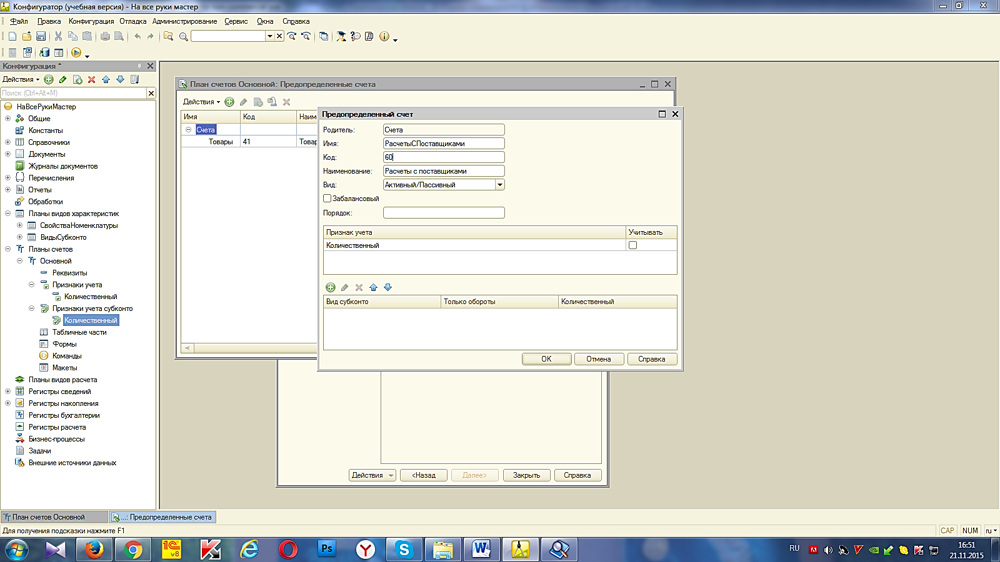 Конфигуратор (учебная версия) - На все руки мастер
Файл Правка Конфигурация Отладка Администрирование Сервис Окна Справка
Конфигурация *
Действия
Поиск (Ctrl+Alt+M)
НаВсеРукиМастер
Общие
Константы
Справочники
Документы
Журналы документов
Перечисления
Отчеты
Обработки
Планы видов характеристик
СвойстваНоменклатуры
ВидыСубконто
Планы счетов
Основной
Реквизиты
Признаки учета
Количественный
Признаки учета субконто
Количественный
Табличные части
Формы
Команды
Макеты
Планы видов расчета
Регистры сведений
Регистры накопления
Регистры бухгалтерии
Регистры расчета
Бизнес-процессы
Задачи
Внешние источники данных
План счетов Основной: Предопределенные счета
Действия
Имя Код Наим
Счета
Товары 41 Товар
Предопределенный счет
Родитель: Счета
Имя: РасчетыСПоставщиками
Код: 60
Наименование: Расчеты с поставщиками
Вид: Активный/Пассивный
Забалансовый
Порядок:
Признак учета Учитывать
Количественный
Вид субконто Только обороты Количественный
OK Отмена Справка
Действия <Назад Далее> Закрыть Справка
План счетов Основной ...: Предопределенные счета
Для получения подсказки нажмите F1
CAP NUM ru
1С v8
Ps
RU
16:51
21.11.2015